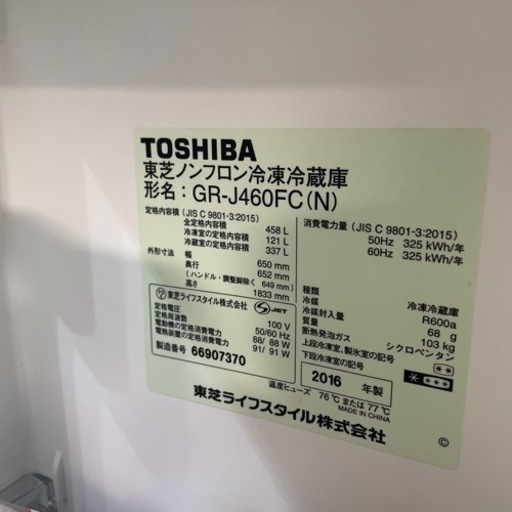 TOSHIBA
東芝ノンフロン冷凍冷蔵庫
形名：GR-J460FC(N)
定格内容積（JIS C 9801-3:2015）
全定格内容積 458 L
冷凍室の定格内容積 121 L
冷蔵室の定格内容積 337 L
外形寸法 幅 650 mm
奥行 652 mm
(ハンドル・調整脚除く 649 mm)
高さ 1833 mm
東芝ライフスタイル株式会社 S-JET
定格電圧 100 V
定格周波数 50/60 Hz
電動機の定格消費電力 88/ 88 W
電熱装置の定格消費電力 91/ 91 W
製造番号 66907370
消費電力量（JIS C 9801-3:2015）
50Hz 325 kWh/年
60Hz 325 kWh/年
種類 冷凍冷蔵庫
冷媒 R600a
冷媒封入量 68 g
質量 103 kg
断熱発泡ガス シクロペンタン
上段冷凍室、製氷室の記号
下段冷凍室の記号
2016 年製
温度ヒューズ 76℃ または 77℃
MADE IN CHINA
東芝ライフスタイル株式会社
©